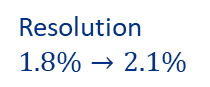 Resolution
1.8% → 2.1%